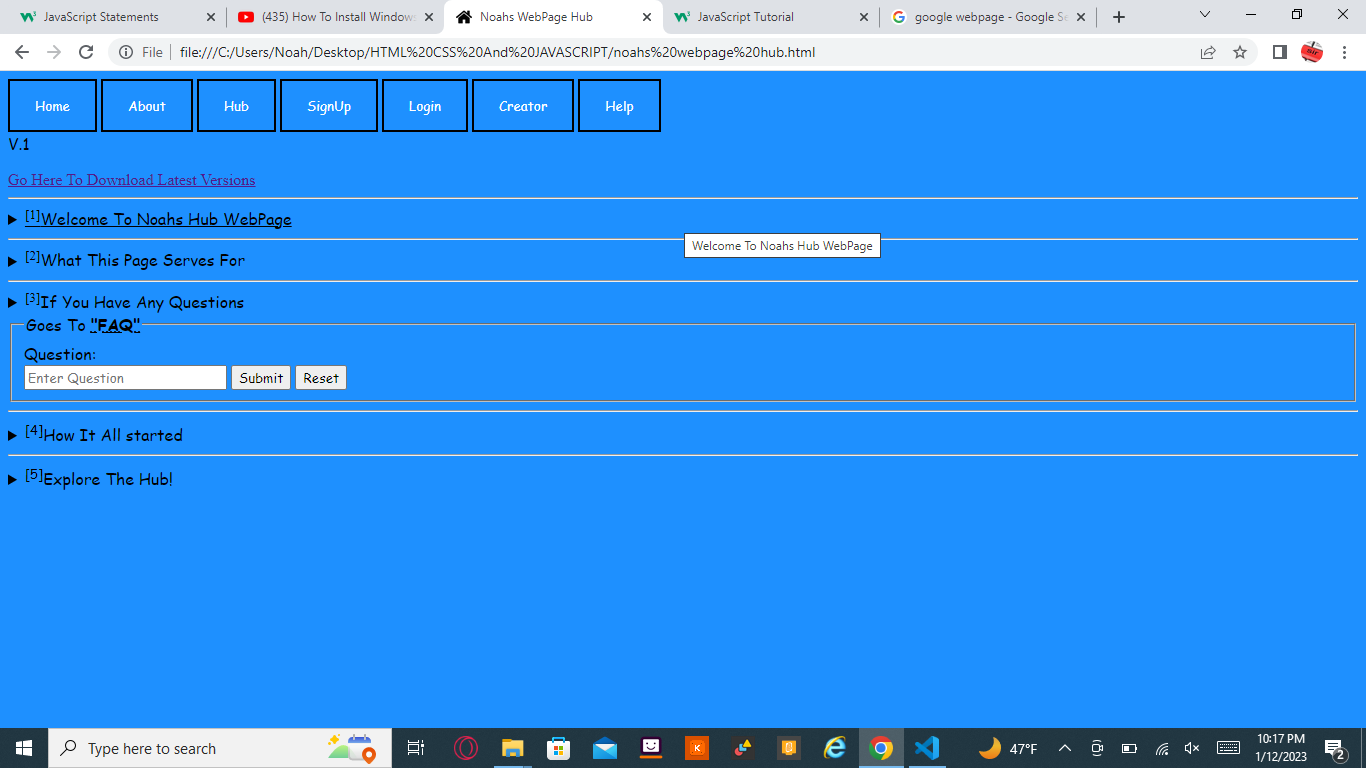 JavaScript Statements
(435) How To Install Window
Noahs WebPage Hub
JavaScript Tutorial
google webpage - Google Se
File
file:///C:/Users/Noah/Desktop/HTML%20CSS%20And%20JAVASCRIPT/noahs%20webpage%20hub.html
Home About Hub SignUp Login Creator Help
V.1
Go Here To Download Latest Versions
[1]Welcome To Noahs Hub WebPage
Welcome To Noahs Hub WebPage
[2]What This Page Serves For
[3]If You Have Any Questions
Goes To "FAQ"
Question:
Enter Question Submit Reset
[4]How It All started
[5]Explore The Hub!
Type here to search
47°F
10:17 PM
1/12/2023
2